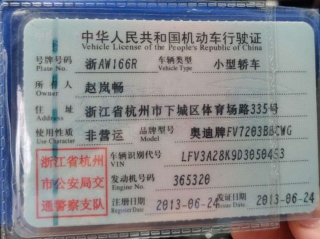 中华人民共和国机动车行驶证
Vehicle License of the People's Republic of China
号牌号码 浙AW166R 车辆类型 小型轿车
Plate No. Vehicle Type
所有人 赵岚畅
Owner
住址 浙江省杭州市下城区体育场路335号
Address
使用性质 非营运 品牌型号 奥迪牌FV7203BBCWG
Use Character Model
浙江省杭州市公安局交通警察支队
车辆识别代号 LFV3A28K9D3050453
VIN
发动机号码 365320
Engine No.
注册日期 2013-06-24 发证日期 2013-06-24
Register Date Issue Date